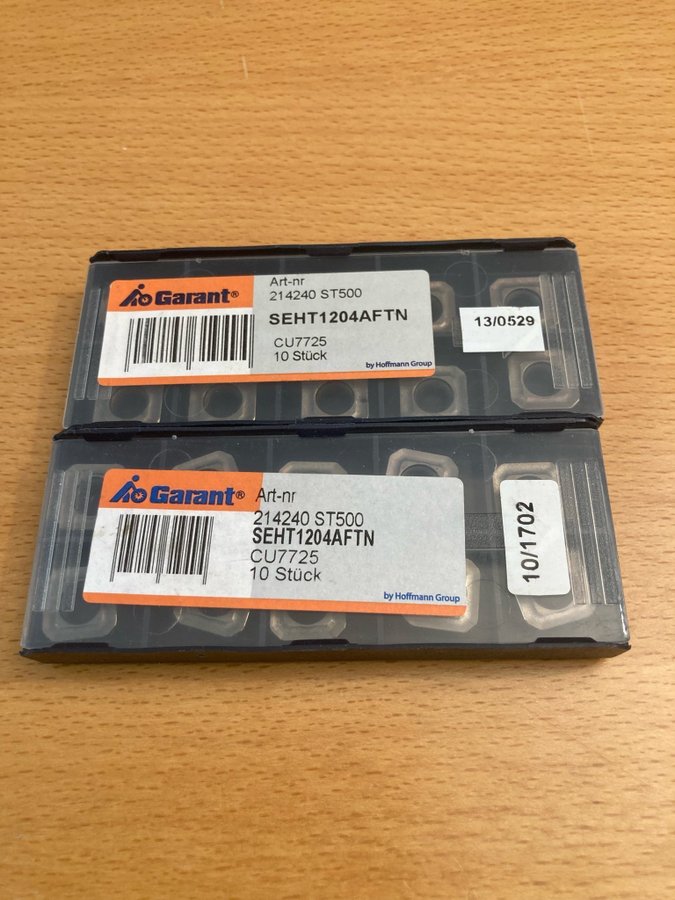 Garant®
Art-nr
214240 ST500
SEHT1204AFTN
CU7725
10 Stück
by Hoffmann Group
13/0529
Garant®
Art-nr
214240 ST500
SEHT1204AFTN
CU7725
10 Stück
by Hoffmann Group
10/1702